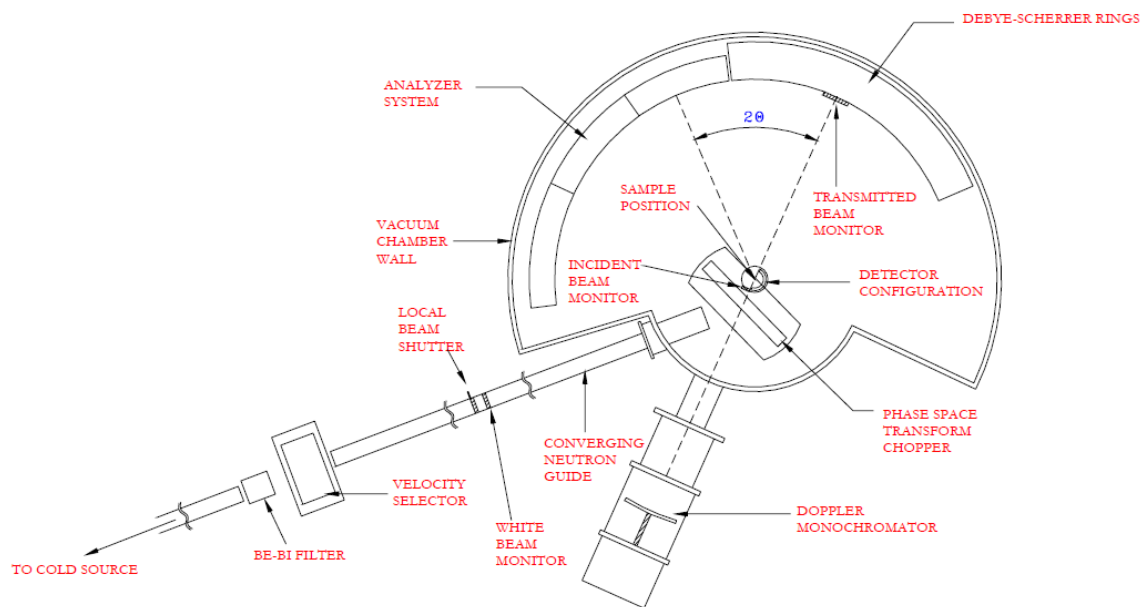 DEBYE-SCHERRER RINGS
ANALYZER
SYSTEM
2θ
SAMPLE
POSITION
TRANSMITTED
BEAM
MONITOR
VACUUM
CHAMBER
WALL
INCIDENT
BEAM
MONITOR
DETECTOR
CONFIGURATION
LOCAL
BEAM
SHUTTER
PHASE SPACE
TRANSFORM
CHOPPER
CONVERGING
NEUTRON
GUIDE
VELOCITY
SELECTOR
WHITE
BEAM
MONITOR
DOPPLER
MONOCHROMATOR
BE-BI FILTER
TO COLD SOURCE